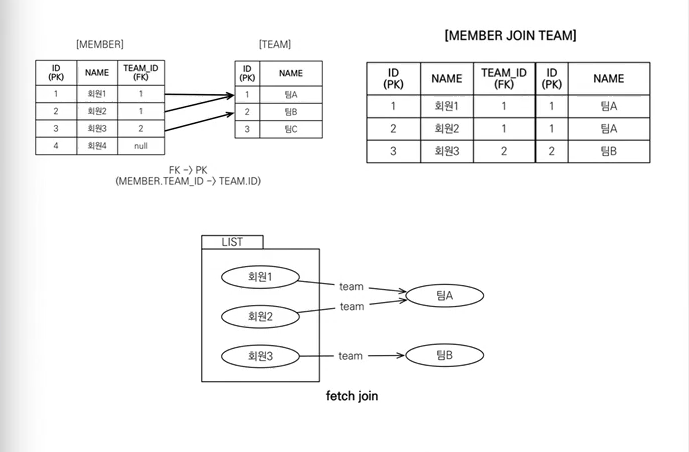 [MEMBER]
ID (PK) NAME TEAM_ID (FK)
1 회원1 1
2 회원2 1
3 회원3 2
4 회원4 null
[TEAM]
ID (PK) NAME
1 팀A
2 팀B
3 팀C
FK -> PK
(MEMBER.TEAM_ID -> TEAM.ID)
[MEMBER JOIN TEAM]
ID (PK) NAME TEAM_ID (FK) ID (PK) NAME
1 회원1 1 1 팀A
2 회원2 1 1 팀A
3 회원3 2 2 팀B
LIST
회원1 team 팀A
회원2 team
회원3 team 팀B
fetch join